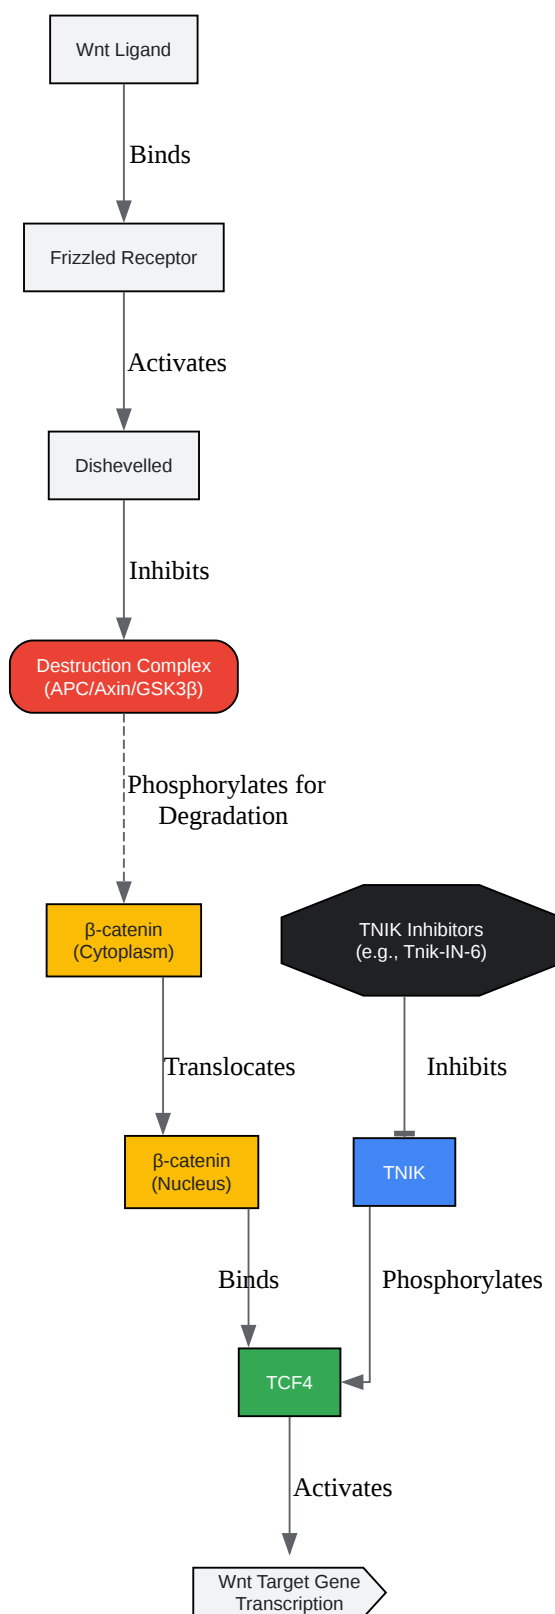 Wnt Ligand
Binds
Frizzled Receptor
Activates
Dishevelled
Inhibits
Destruction Complex
(APC/Axin/GSK3β)
Phosphorylates for
Degradation
β-catenin
(Cytoplasm)
TNIK Inhibitors
(e.g., Tnik-IN-6)
Translocates
Inhibits
β-catenin
(Nucleus)
TNIK
Binds
Phosphorylates
TCF4
Activates
Wnt Target Gene
Transcription